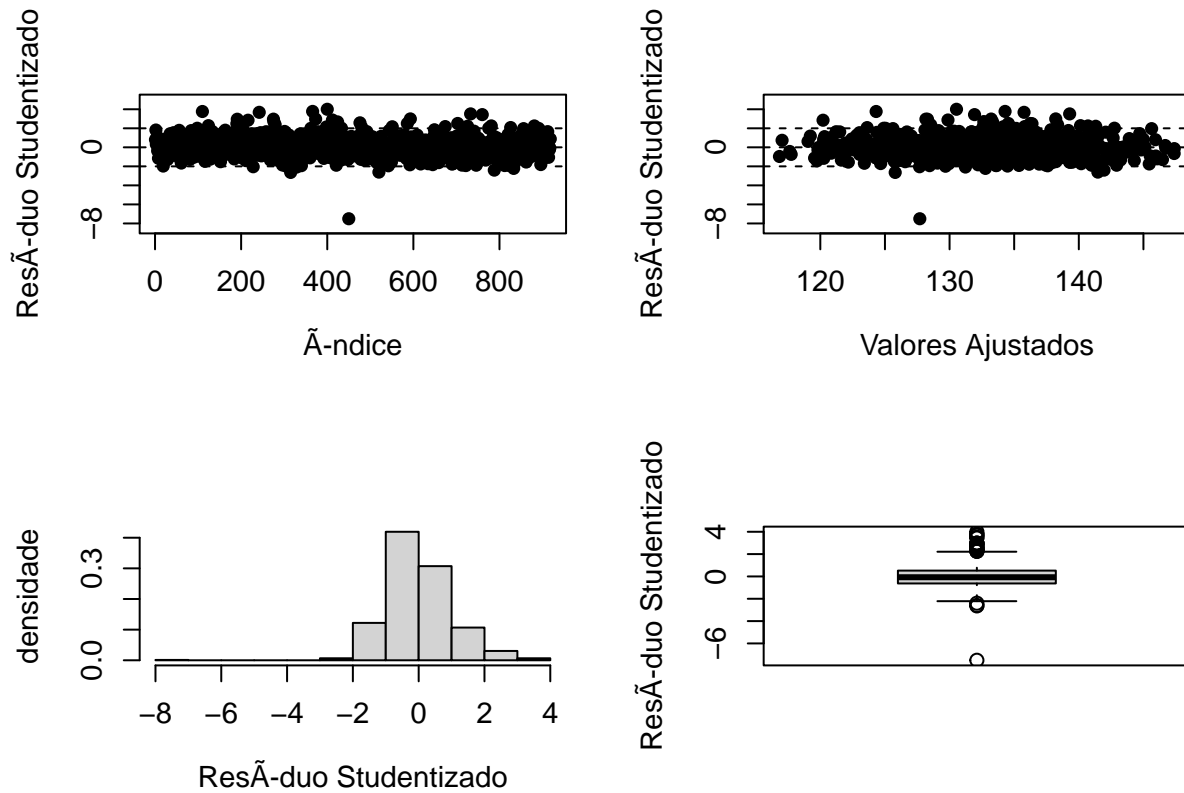 ResÃ-duo Studentizado
0
−8
0 200 400 600 800
Ã-ndice
ResÃ-duo Studentizado
0
−8
120 130 140
Valores Ajustados
densidade
0.3
0.0
−8 −6 −4 −2 0 2 4
ResÃ-duo Studentizado
ResÃ-duo Studentizado
4
0
−6